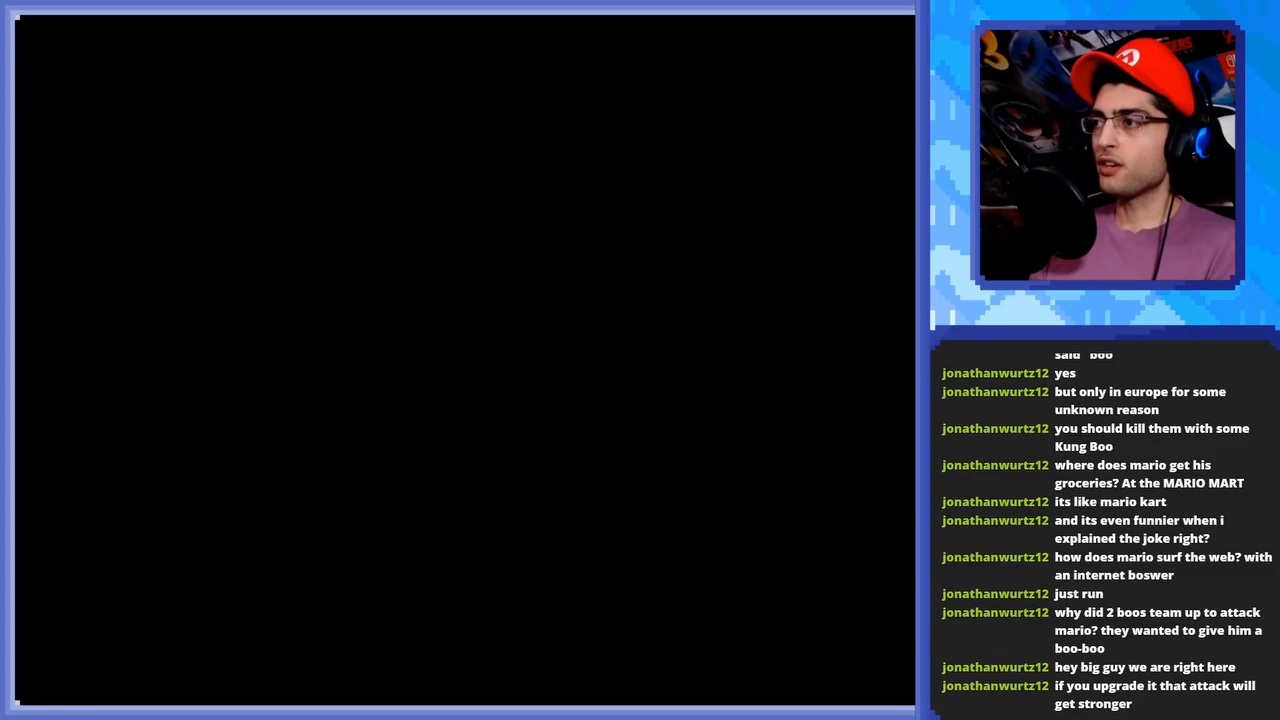 said "boo
jonathanwurtz12 yes
jonathanwurtz12 but only in europe for some
unknown reason
jonathanwurtz12 you should kill them with some
Kung Boo
jonathanwurtz12 where does mario get his
groceries? At the MARIO MART
jonathanwurtz12 its like mario kart
jonathanwurtz12 and its even funnier when i
explained the joke right?
jonathanwurtz12 how does mario surf the web? with
an internet boswer
jonathanwurtz12 just run
jonathanwurtz12 why did 2 boos team up to attack
mario? they wanted to give him a
boo-boo
jonathanwurtz12 hey big guy we are right here
jonathanwurtz12 if you upgrade it that attack will
get stronger